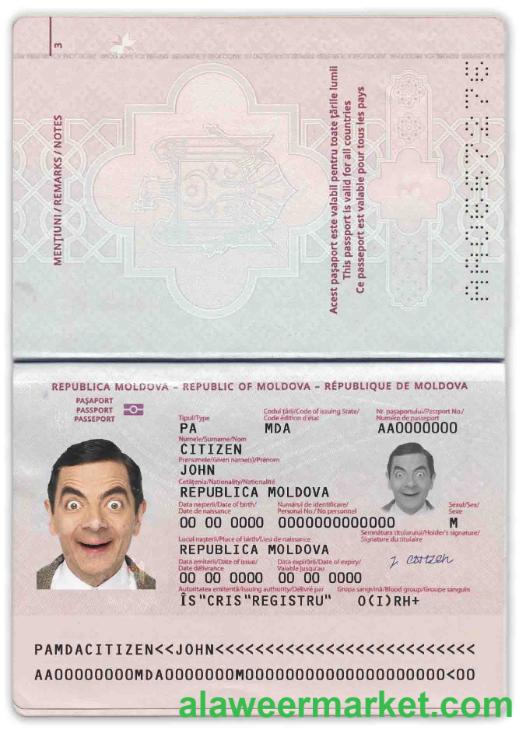 3
MENȚIUNI / REMARKS / NOTES
Acest pașaport este valabil pentru toate țările lumii
This passport is valid for all countries
Ce passeport est valable pour tous les pays
3
REPUBLICA MOLDOVA – REPUBLIC OF MOLDOVA – RÉPUBLIQUE DE MOLDOVA
PAȘAPORT
PASSPORT
PASSEPORT
Tipul/Type
PA
Codul țării/Code of issuing State/
Code édition d'état
MDA
Nr. pașaportului/Passport No./
Numéro de passeport
AA0000000
Numele/Surname/Nom
CITIZEN
Prenumele/Given name(s)/Prénom
JOHN
Cetățenia/Nationality/Nationalité
REPUBLICA MOLDOVA
Data nașterii/Date of birth/
Date de naissance
00 00 0000
Numărul de identificare/
Personal No./ No. personnel
0000000000000
Sexul/Sex/
Sexe
M
Locul nașterii/Place of birth/Lieu de naissance
REPUBLICA MOLDOVA
Semnătura titularului/Holder's signature/
Signature du titulaire
J. Citizen
Data emiterii/Date of issue/
Date délivrance
00 00 0000
Data expirării/Date of expiry/
Valable jusqu'au
00 00 0000
Autoritatea emitentă/Issuing authority/Délivré par
ÎS"CRIS"REGISTRU"
Grupa sangvină/Blood group/Groupe sanguin
O(I)RH+
PAMDACITIZEN<<JOHN<<<<<<<<<<<<<<<<<<<<<<<<<<
AA00000000MDA0000000M0000000000000000000<00
alaweermarket.com